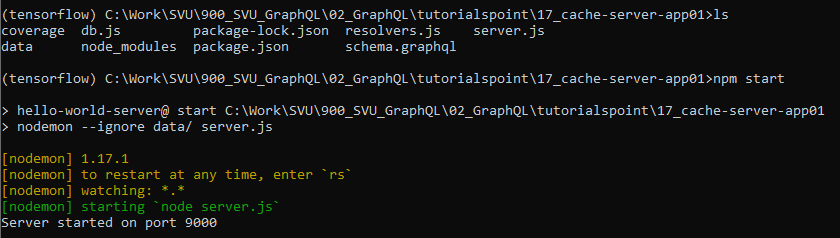 (tensorflow) C:\Work\SVU\900_SVU_GraphQL\02_GraphQL\tutorialspoint\17_cache-server-app01>ls
coverage  db.js         package-lock.json  resolvers.js    server.js
data      node_modules  package.json       schema.graphql
(tensorflow) C:\Work\SVU\900_SVU_GraphQL\02_GraphQL\tutorialspoint\17_cache-server-app01>npm start
> hello-world-server@ start C:\Work\SVU\900_SVU_GraphQL\02_GraphQL\tutorialspoint\17_cache-server-app01
> nodemon --ignore data/ server.js
[nodemon] 1.17.1
[nodemon] to restart at any time, enter `rs`
[nodemon] watching: *.*
[nodemon] starting `node server.js`
Server started on port 9000